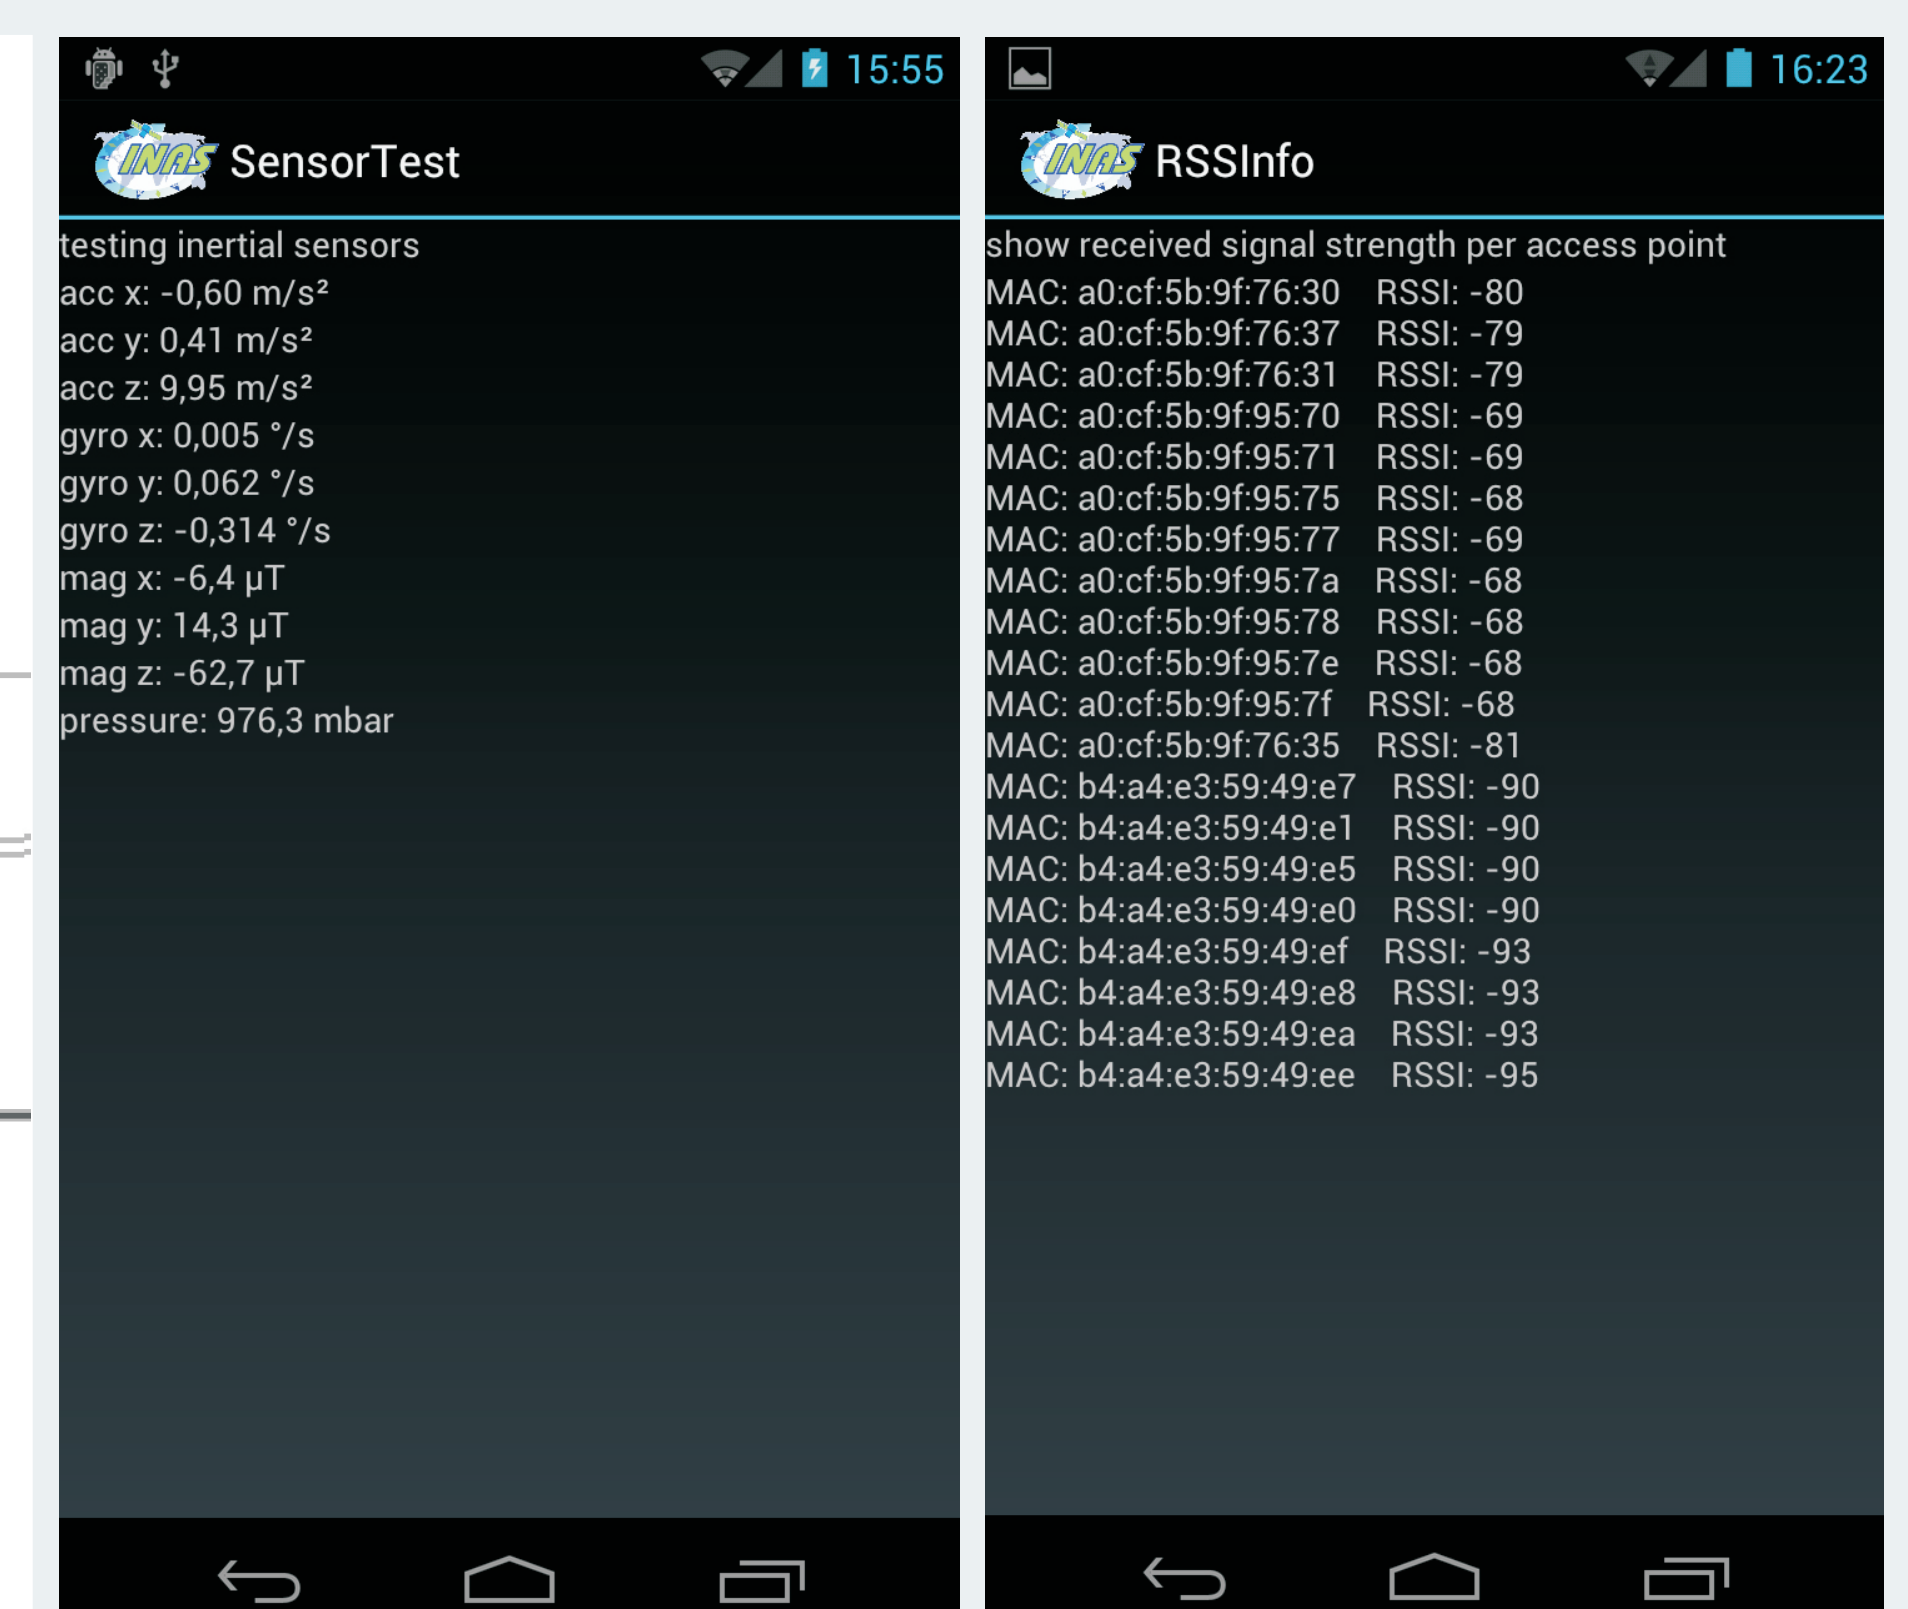 15:55
INAS SensorTest
testing inertial sensors
acc x: -0,60 m/s²
acc y: 0,41 m/s²
acc z: 9,95 m/s²
gyro x: 0,005 °/s
gyro y: 0,062 °/s
gyro z: -0,314 °/s
mag x: -6,4 µT
mag y: 14,3 µT
mag z: -62,7 µT
pressure: 976,3 mbar
16:23
INAS RSSInfo
show received signal strength per access point
MAC: a0:cf:5b:9f:76:30 RSSI: -80
MAC: a0:cf:5b:9f:76:37 RSSI: -79
MAC: a0:cf:5b:9f:76:31 RSSI: -79
MAC: a0:cf:5b:9f:95:70 RSSI: -69
MAC: a0:cf:5b:9f:95:71 RSSI: -69
MAC: a0:cf:5b:9f:95:75 RSSI: -68
MAC: a0:cf:5b:9f:95:77 RSSI: -69
MAC: a0:cf:5b:9f:95:7a RSSI: -68
MAC: a0:cf:5b:9f:95:78 RSSI: -68
MAC: a0:cf:5b:9f:95:7e RSSI: -68
MAC: a0:cf:5b:9f:95:7f RSSI: -68
MAC: a0:cf:5b:9f:76:35 RSSI: -81
MAC: b4:a4:e3:59:49:e7 RSSI: -90
MAC: b4:a4:e3:59:49:e1 RSSI: -90
MAC: b4:a4:e3:59:49:e5 RSSI: -90
MAC: b4:a4:e3:59:49:e0 RSSI: -90
MAC: b4:a4:e3:59:49:ef RSSI: -93
MAC: b4:a4:e3:59:49:e8 RSSI: -93
MAC: b4:a4:e3:59:49:ea RSSI: -93
MAC: b4:a4:e3:59:49:ee RSSI: -95